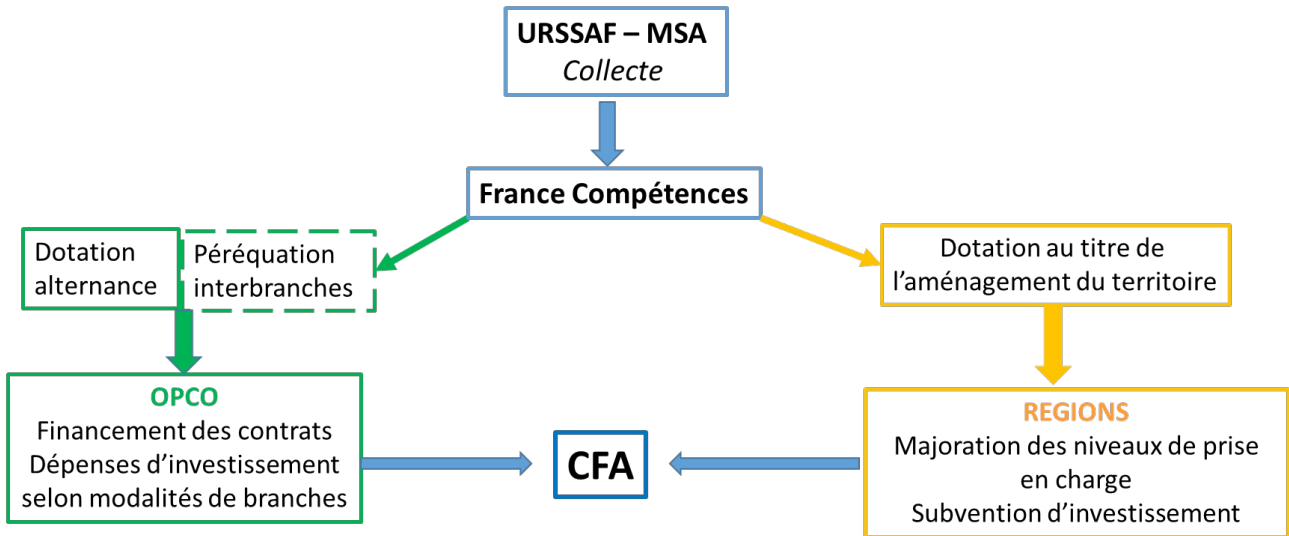 URSSAF – MSA
Collecte
France Compétences
Dotation
alternance
Péréquation
interbranches
Dotation au titre de
l’aménagement du territoire
OPCO
Financement des contrats
Dépenses d’investissement
selon modalités de branches
CFA
REGIONS
Majoration des niveaux de prise
en charge
Subvention d’investissement